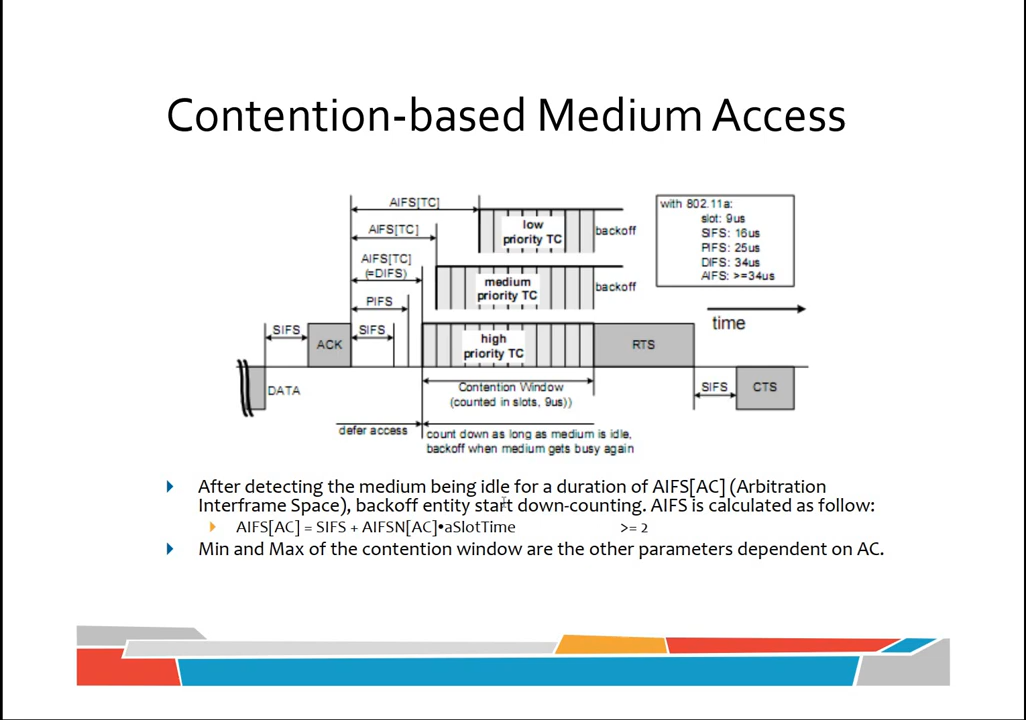 Contention-based Medium Access
AIFS[TC]
low
priority TC
backoff
AIFS[TC]
AIFS[TC]
(=DIFS)
medium
priority TC
backoff
PIFS
SIFS
ACK
SIFS
high
priority TC
RTS
DATA
Contention Window
(counted in slots, 9us))
SIFS
CTS
defer access
count down as long as medium is idle,
backoff when medium gets busy again
with 802.11a:
slot: 9us
SIFS: 16us
PIFS: 25us
DIFS: 34us
AIFS: >=34us
time
After detecting the medium being idle for a duration of AIFS[AC] (Arbitration
Interframe Space), backoff entity start down-counting. AIFS is calculated as follow:
AIFS[AC] = SIFS + AIFSN[AC]•aSlotTime >= 2
Min and Max of the contention window are the other parameters dependent on AC.